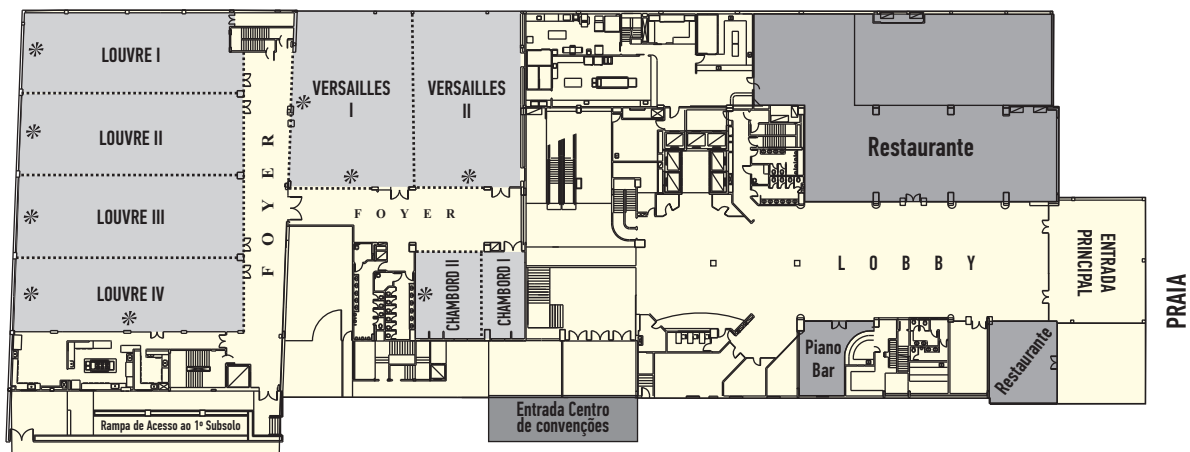 LOUVRE I
LOUVRE II
LOUVRE III
LOUVRE IV
FOYER
VERSAILLES
I
VERSAILLES
II
FOYER
CHAMBORD II
CHAMBORD I
Restaurante
LOBBY
ENTRADA
PRINCIPAL
PRAIA
Piano
Bar
Restaurante
Entrada Centro
de convenções
Rampa de Acesso ao 1º Subsolo